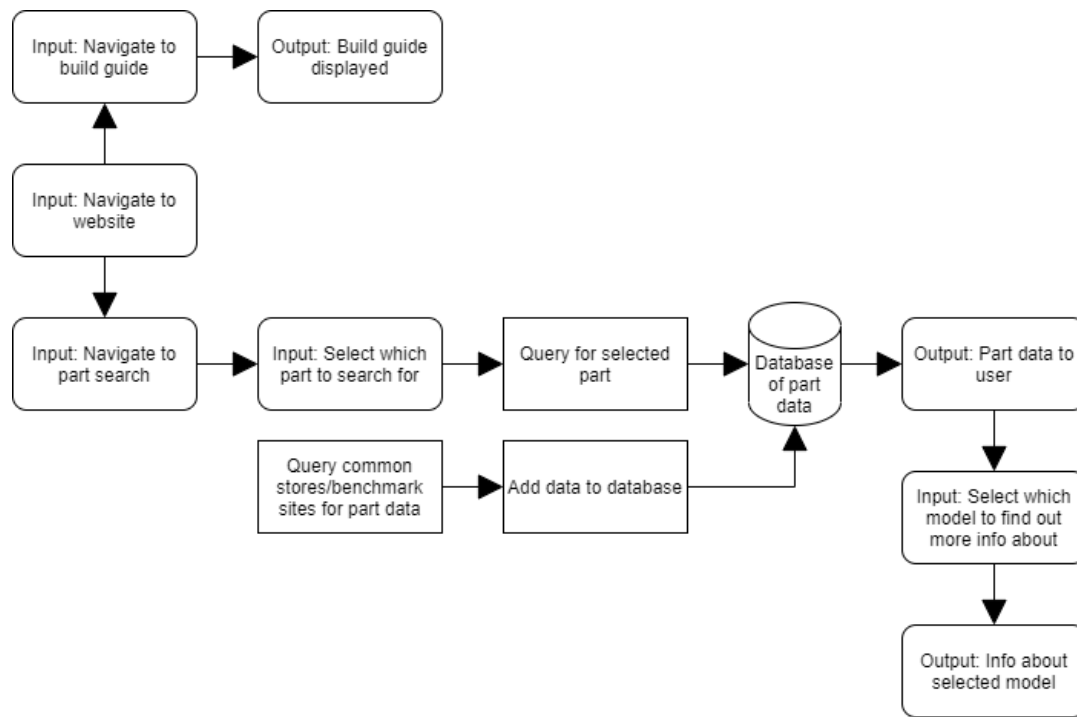 Input: Navigate to
build guide
Output: Build guide
displayed
Input: Navigate to
website
Input: Navigate to
part search
Input: Select which
part to search for
Query for selected
part
Database
of part
data
Output: Part data to
user
Query common
stores/benchmark
sites for part data
Add data to database
Input: Select which
model to find out
more info about
Output: Info about
selected model